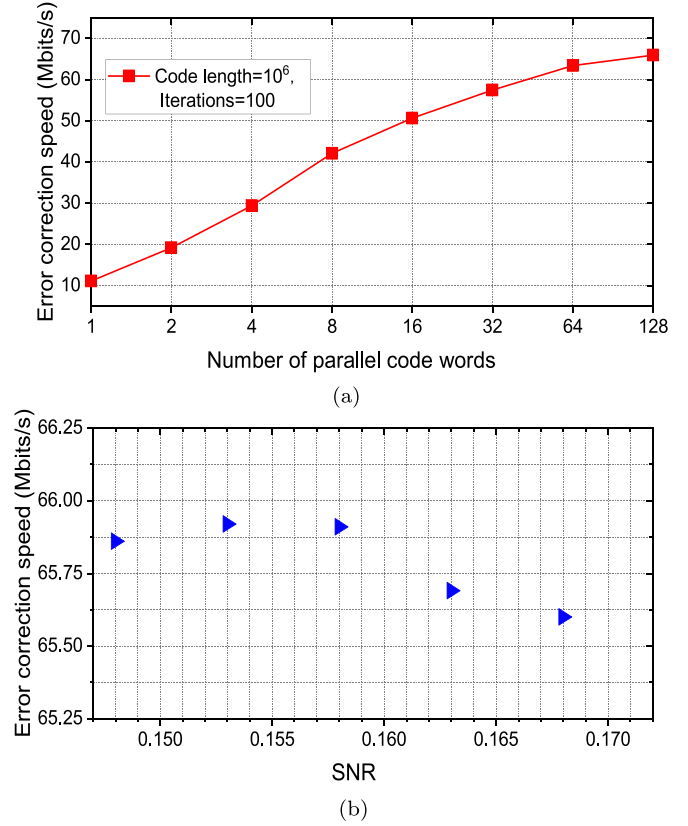 Error correction speed (Mbits/s)
70
60
50
40
30
20
10
Code length=10⁶,
Iterations=100
1 2 4 8 16 32 64 128
Number of parallel code words
(a)
Error correction speed (Mbits/s)
66.25
66.00
65.75
65.50
65.25
0.150 0.155 0.160 0.165 0.170
SNR
(b)